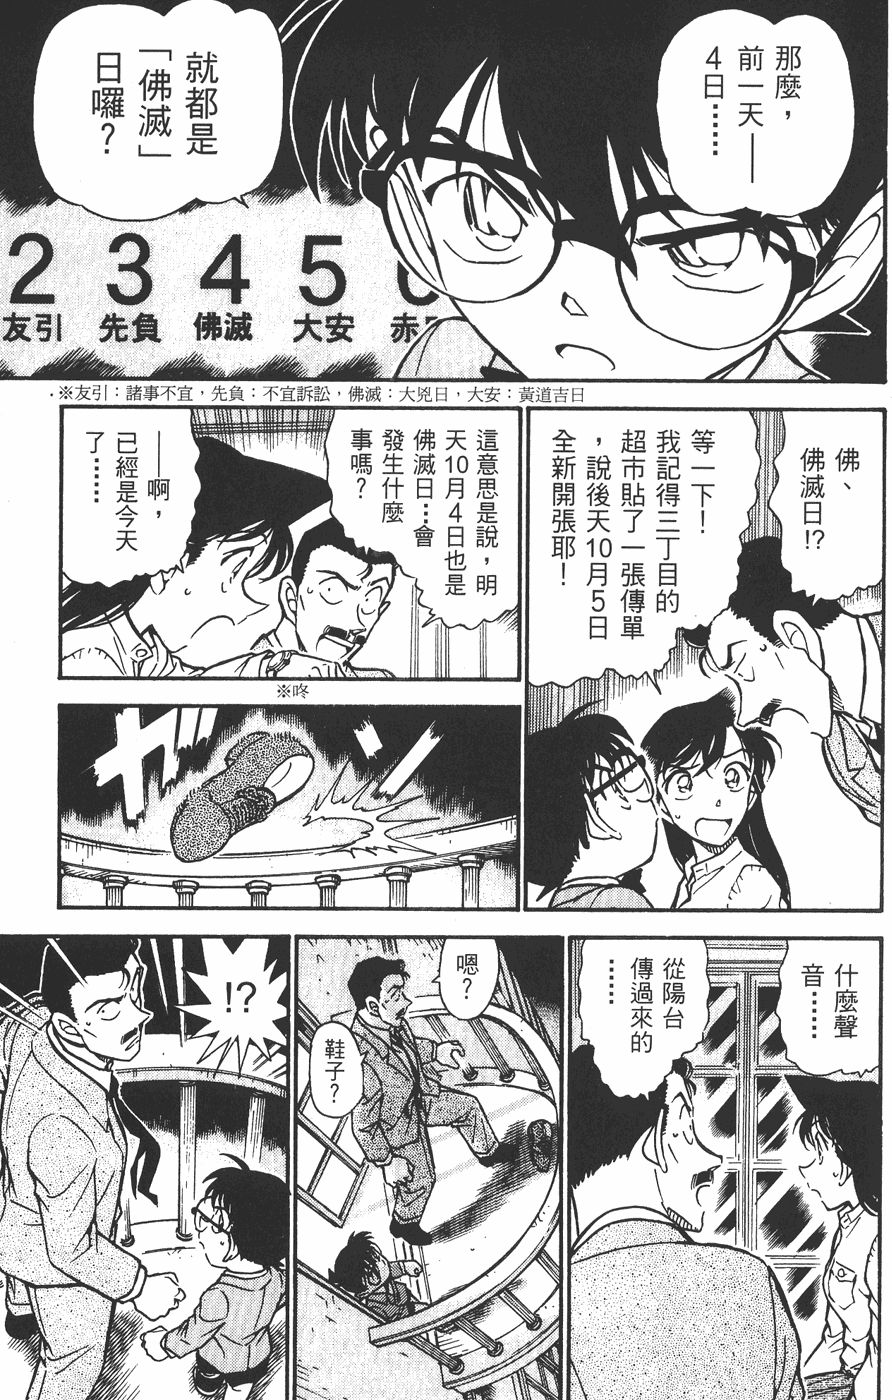 那麼，
前一天——
4日……
就都是
「佛滅」
日囉？
2 3 4 5
友引 先負 佛滅 大安 赤
※友引：諸事不宜，先負：不宜訴訟，佛滅：大兇日，大安：黃道吉日
佛、
佛滅日!?
等一下！
我記得三丁目的
超市貼了一張傳單
，說後天10月5日
全新開張耶！
這意思是說，明
天10月4日也是
佛滅日…會
發生什麼
事嗎？
——啊，
已經是今天
了……
※咚
什麼聲
音……
從陽台
傳過來的
……
嗯？
鞋子？
!?